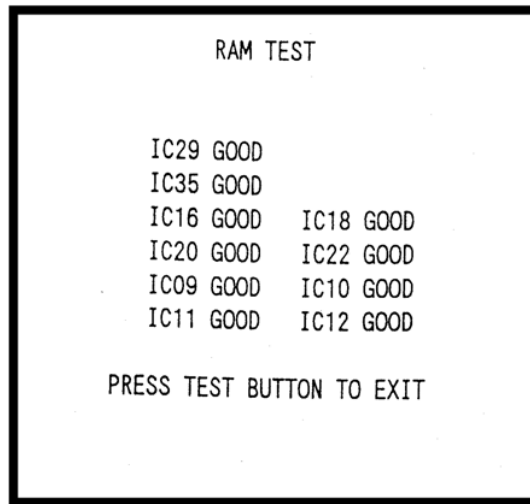 RAM TEST
IC29 GOOD
IC35 GOOD
IC16 GOOD IC18 GOOD
IC20 GOOD IC22 GOOD
IC09 GOOD IC10 GOOD
IC11 GOOD IC12 GOOD
PRESS TEST BUTTON TO EXIT